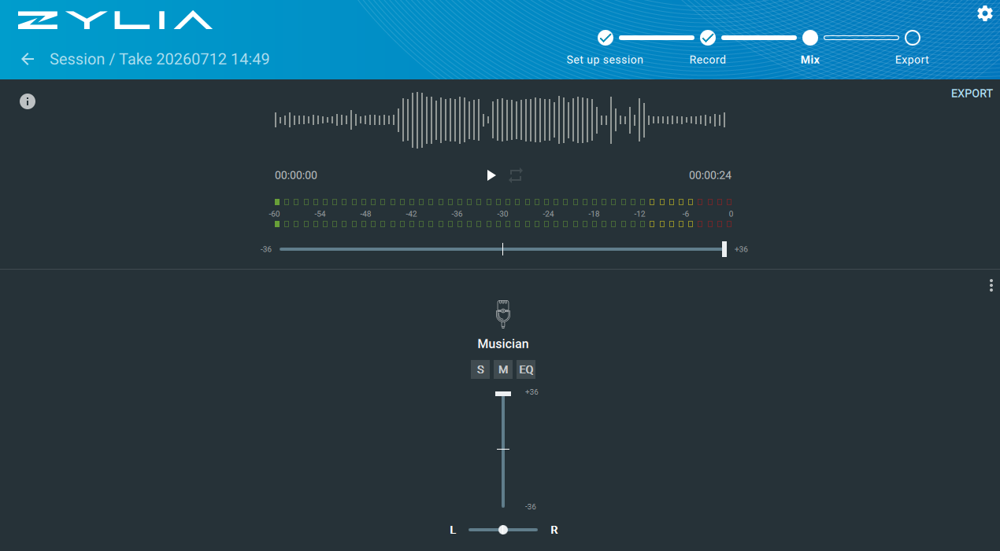 ZYLIA
Session / Take 20260712 14:49
Set up session Record Mix Export
EXPORT
00:00:00 00:00:24
-60 -54 -48 -42 -36 -30 -24 -18 -12 -6 0
-36 +36
Musician
S M EQ
+36
-36
L R